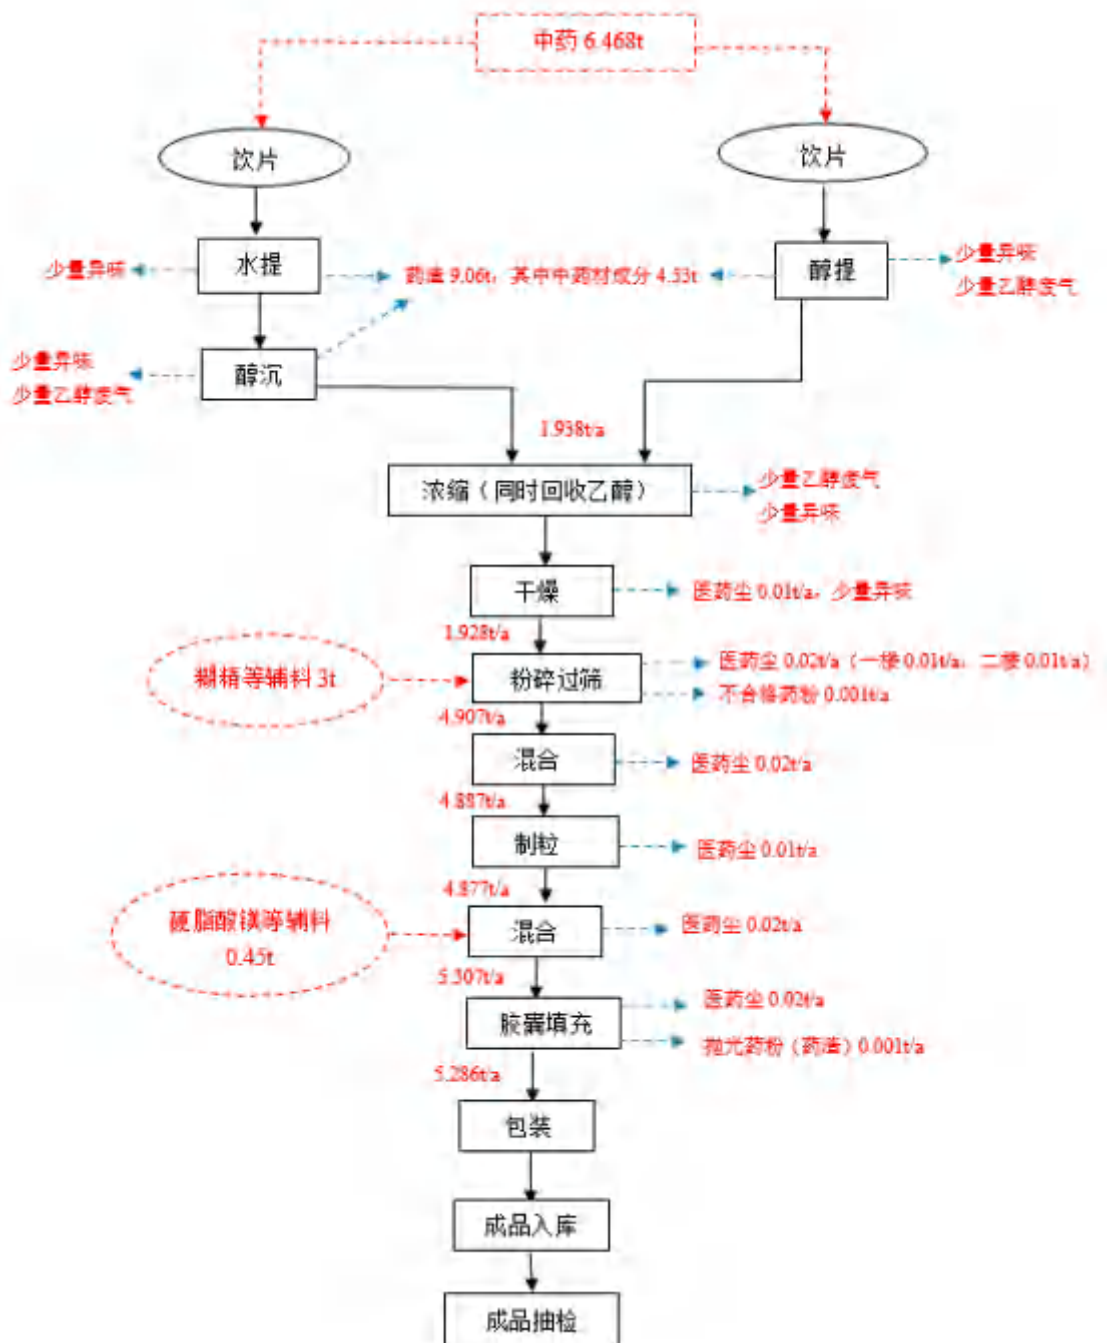 中药 6.468t
饮片
饮片
水提
醇提
少量异味
药渣 9.06t，其中中药材成分 4.53t
少量异味
少量乙醇废气
醇沉
少量异味
少量乙醇废气
1.938t/a
浓缩（同时回收乙醇）
少量乙醇废气
少量异味
干燥
医药尘 0.01t/a，少量异味
1.928t/a
糊精等辅料 3t
粉碎过筛
医药尘 0.02t/a（一楼 0.01t/a，二楼 0.01t/a）
不合格药粉 0.001t/a
4.907t/a
混合
医药尘 0.02t/a
4.887t/a
制粒
医药尘 0.01t/a
4.877t/a
硬脂酸镁等辅料
0.45t
混合
医药尘 0.02t/a
5.307t/a
胶囊填充
医药尘 0.02t/a
抛光药粉（药渣）0.001t/a
5.286t/a
包装
成品入库
成品抽检